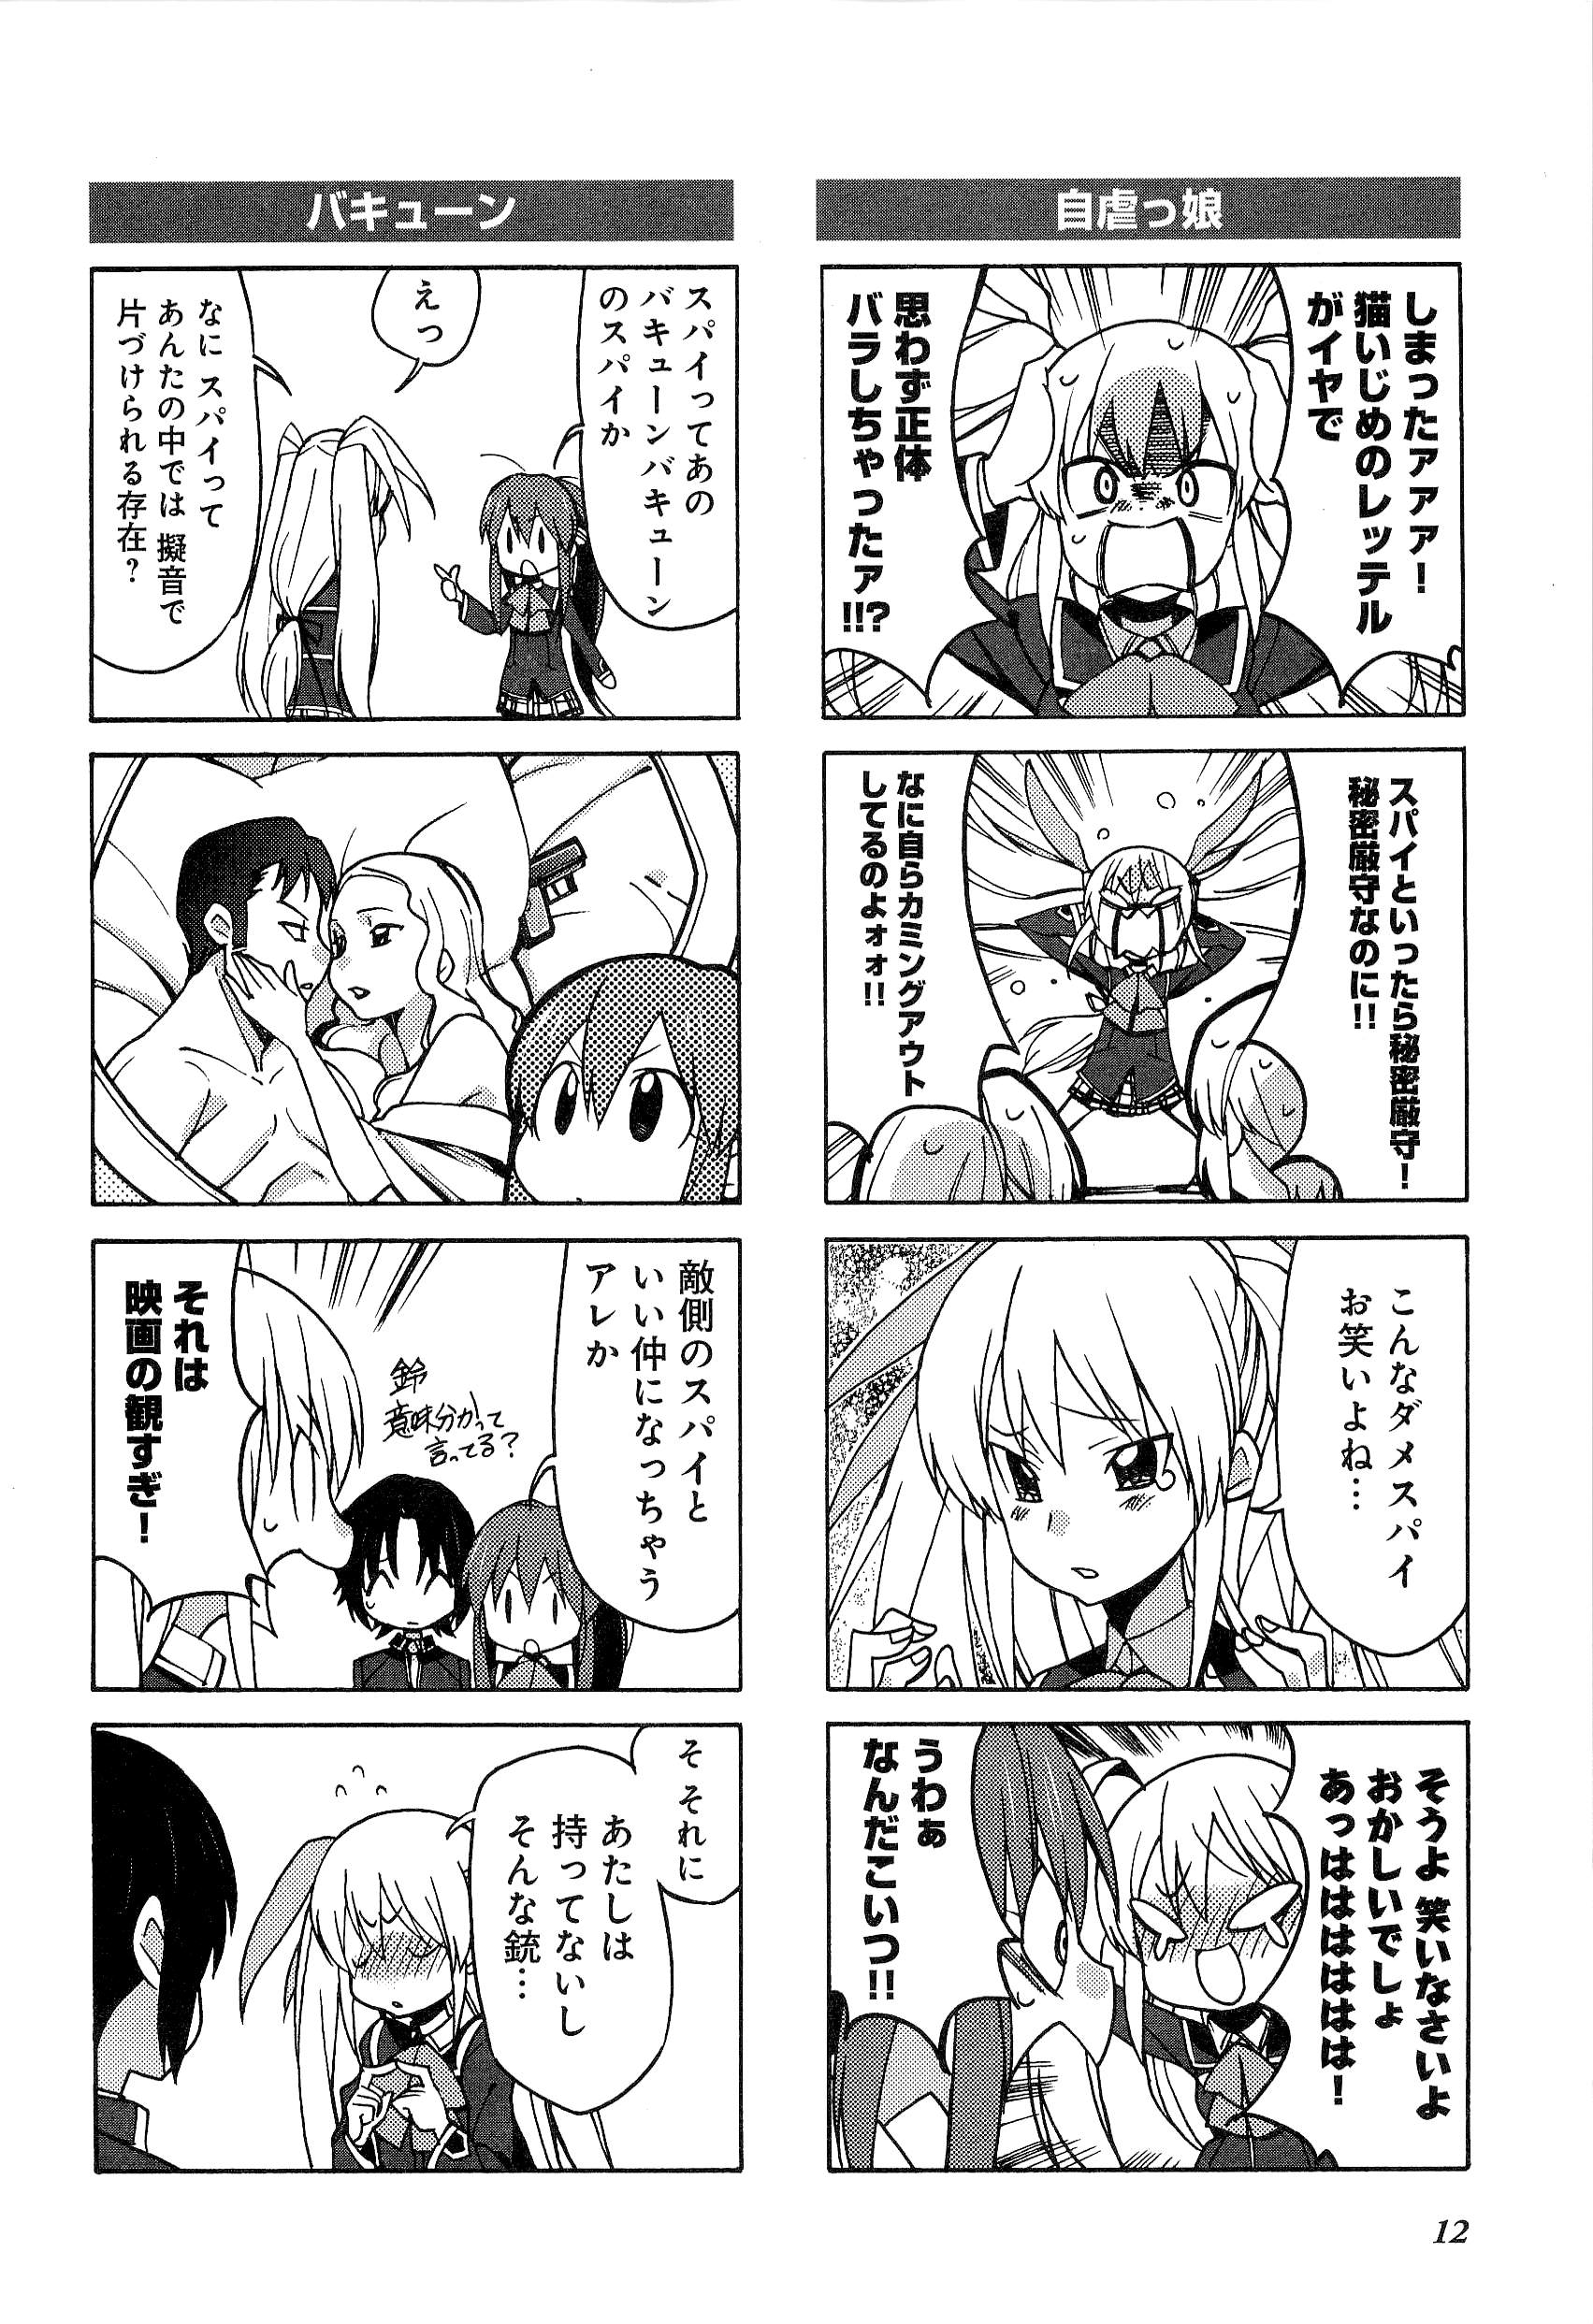 自虐っ娘
しまったァァァ！
猫いじめのレッテル
がイヤで
思わず正体
バラしちゃったァ!!?
スパイといったら秘密厳守！
秘密厳守なのに!!
なに自らカミングアウト
してるのよォォ!!
こんなダメスパイ
お笑いよね…
そうよ 笑いなさいよ
おかしいでしょ
あっはははははは！
うわぁ
なんだこいつ!!
バキューン
スパイってあの
バキューンバキューン
のスパイか
えっ
なに スパイって
あんたの中では 擬音で
片づけられる存在？
敵側のスパイと
いい仲になっちゃう
アレか
鈴
意味分かって
言ってる？
それは
映画の観すぎ！
そ それに
あたしは
持ってないし
そんな銃…
12